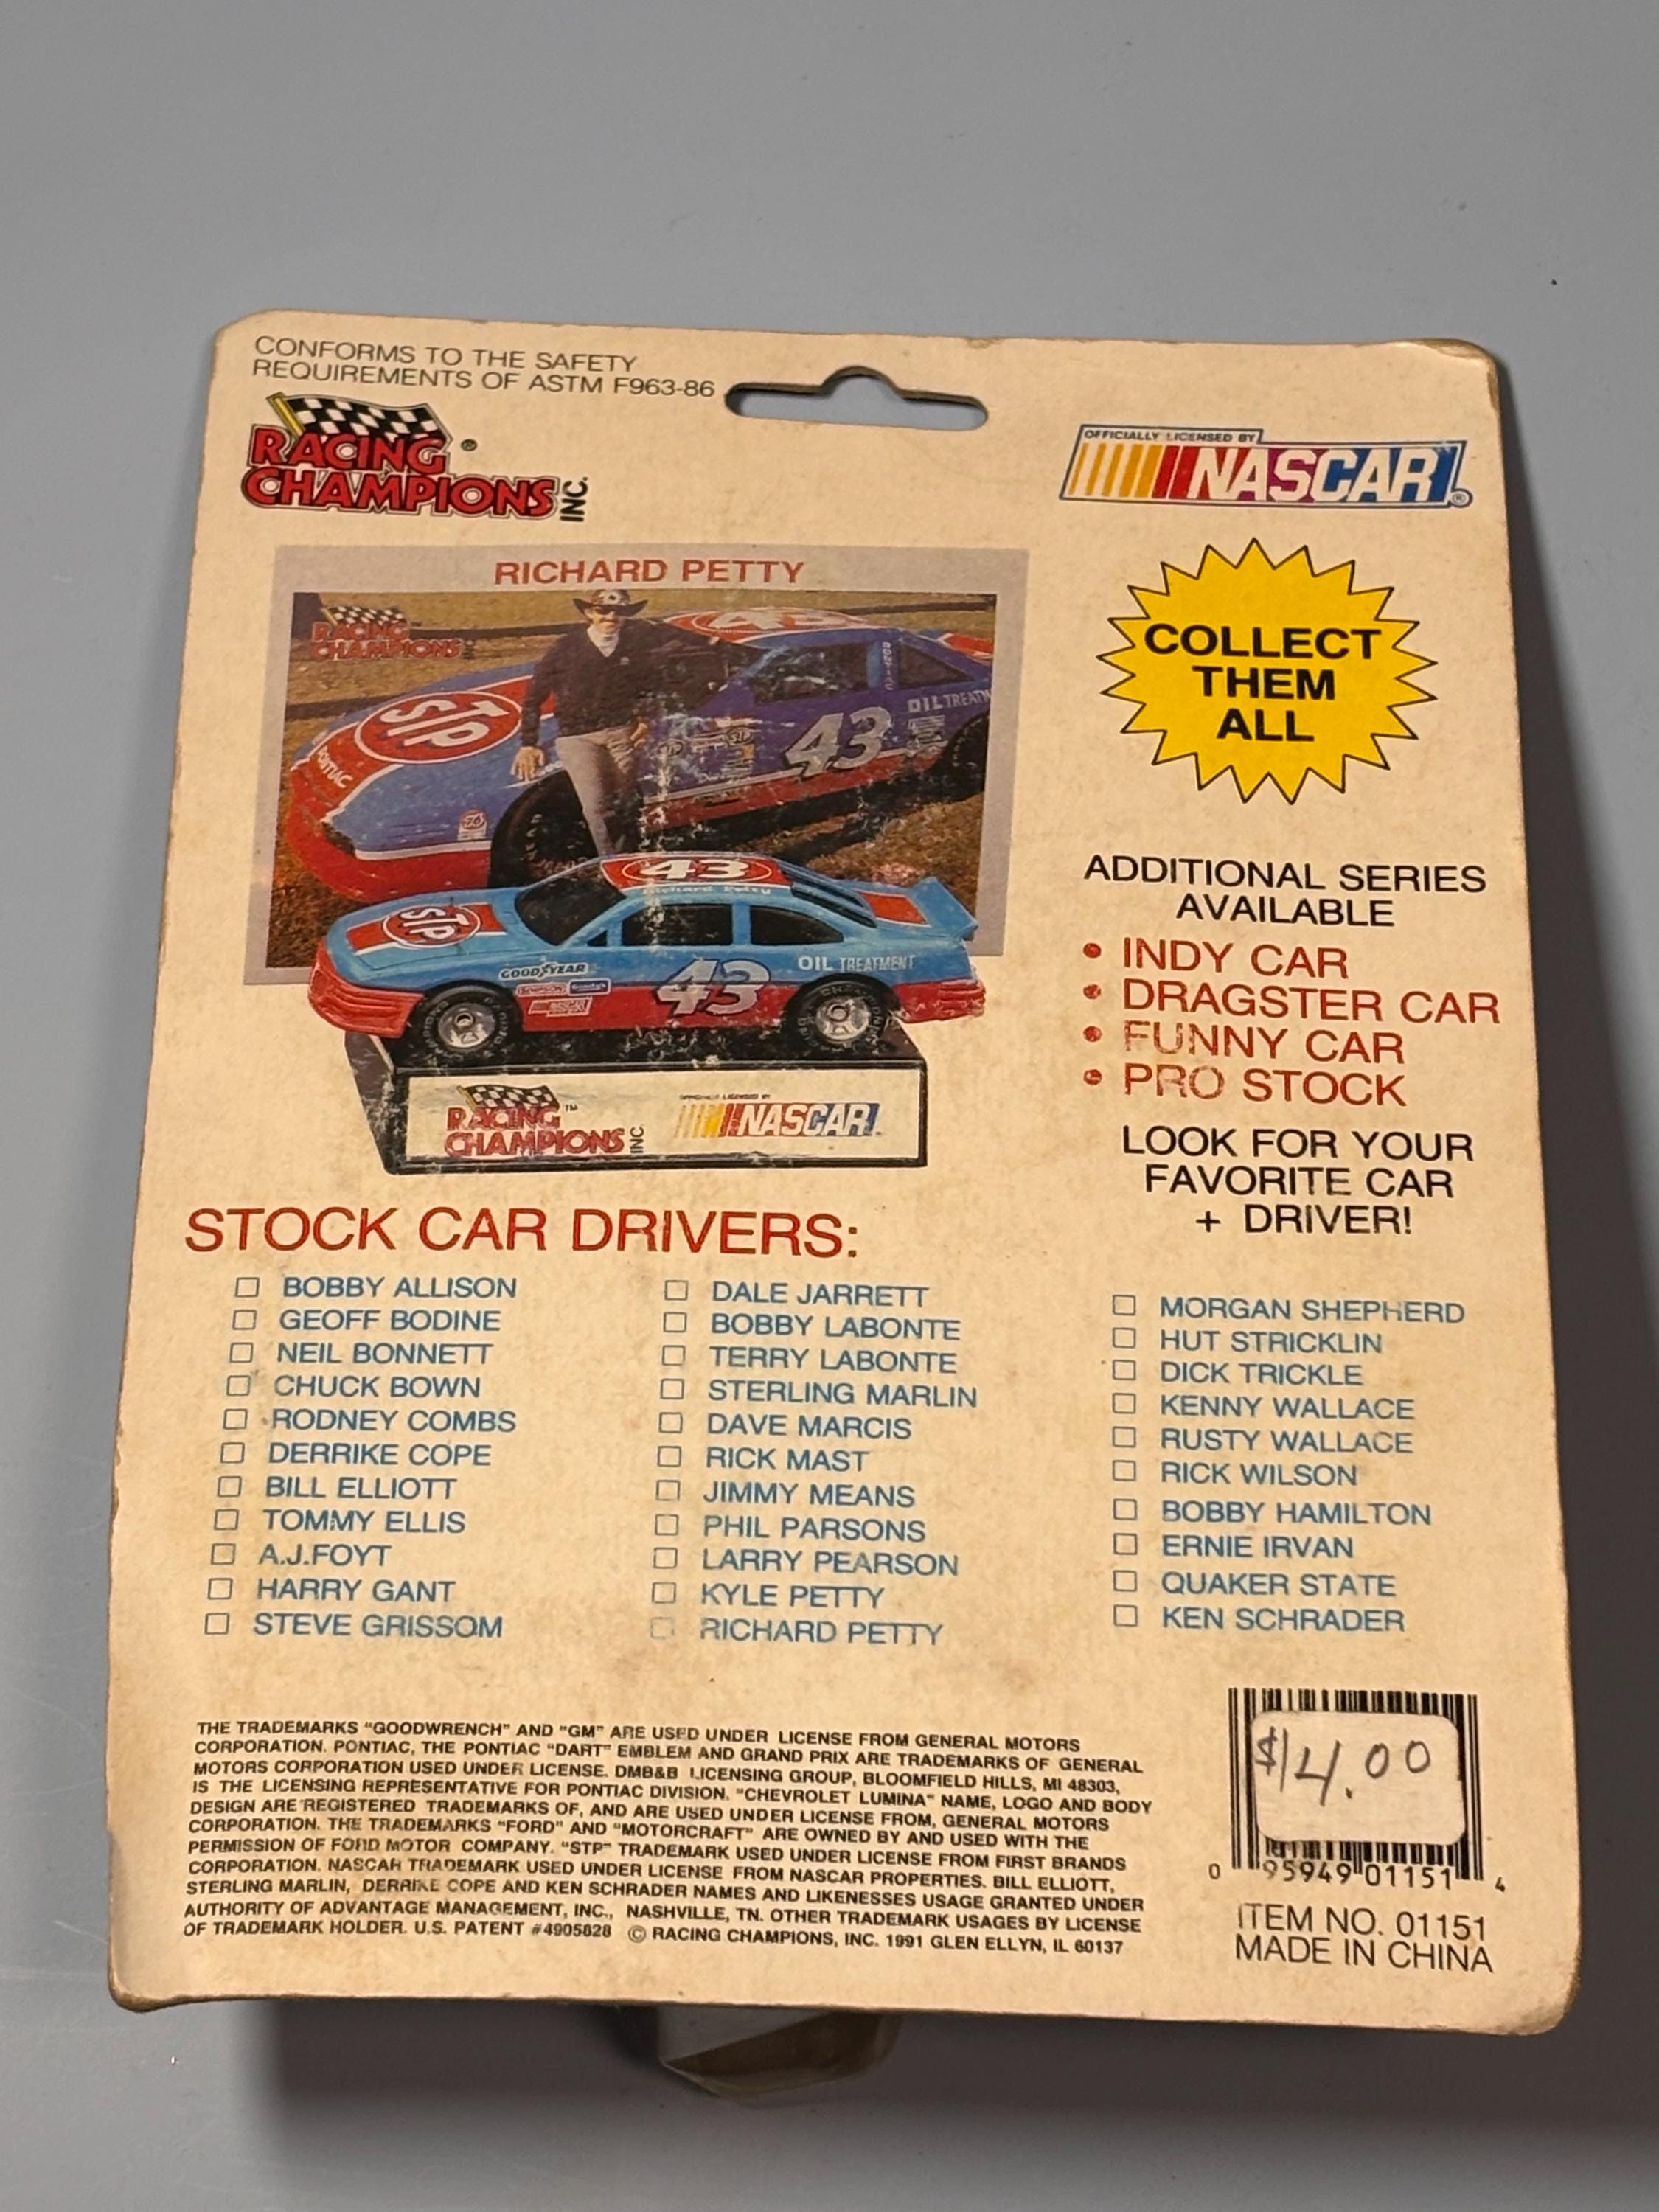 CONFORMS TO THE SAFETY
REQUIREMENTS OF ASTM F963-86
RACING
CHAMPIONS INC.
®
OFFICIALLY LICENSED BY
NASCAR®
RICHARD PETTY
RACING
CHAMPIONS
STP
PONTIAC
76
43
OIL TREATM
COLLECT
THEM
ALL
43
Richard Petty
STP
GOODYEAR
43
OIL TREATMENT
RACING ™
CHAMPIONS INC.
OFFICIALLY LICENSED BY
NASCAR
ADDITIONAL SERIES
AVAILABLE
• INDY CAR
• DRAGSTER CAR
• FUNNY CAR
• PRO STOCK
LOOK FOR YOUR
FAVORITE CAR
+ DRIVER!
STOCK CAR DRIVERS:
☐ BOBBY ALLISON
☐ GEOFF BODINE
☐ NEIL BONNETT
☐ CHUCK BOWN
☐ RODNEY COMBS
☐ DERRIKE COPE
☐ BILL ELLIOTT
☐ TOMMY ELLIS
☐ A.J.FOYT
☐ HARRY GANT
☐ STEVE GRISSOM
☐ DALE JARRETT
☐ BOBBY LABONTE
☐ TERRY LABONTE
☐ STERLING MARLIN
☐ DAVE MARCIS
☐ RICK MAST
☐ JIMMY MEANS
☐ PHIL PARSONS
☐ LARRY PEARSON
☐ KYLE PETTY
☐ RICHARD PETTY
☐ MORGAN SHEPHERD
☐ HUT STRICKLIN
☐ DICK TRICKLE
☐ KENNY WALLACE
☐ RUSTY WALLACE
☐ RICK WILSON
☐ BOBBY HAMILTON
☐ ERNIE IRVAN
☐ QUAKER STATE
☐ KEN SCHRADER
THE TRADEMARKS "GOODWRENCH" AND "GM" ARE USED UNDER LICENSE FROM GENERAL MOTORS
CORPORATION. PONTIAC, THE PONTIAC "DART" EMBLEM AND GRAND PRIX ARE TRADEMARKS OF GENERAL
MOTORS CORPORATION USED UNDER LICENSE. DMB&B LICENSING GROUP, BLOOMFIELD HILLS, MI 48303,
IS THE LICENSING REPRESENTATIVE FOR PONTIAC DIVISION. "CHEVROLET LUMINA" NAME, LOGO AND BODY
DESIGN ARE REGISTERED TRADEMARKS OF, AND ARE USED UNDER LICENSE FROM, GENERAL MOTORS
CORPORATION. THE TRADEMARKS "FORD" AND "MOTORCRAFT" ARE OWNED BY AND USED WITH THE
PERMISSION OF FORD MOTOR COMPANY. "STP" TRADEMARK USED UNDER LICENSE FROM FIRST BRANDS
CORPORATION. NASCAR TRADEMARK USED UNDER LICENSE FROM NASCAR PROPERTIES. BILL ELLIOTT,
STERLING MARLIN, DERRIKE COPE AND KEN SCHRADER NAMES AND LIKENESSES USAGE GRANTED UNDER
AUTHORITY OF ADVANTAGE MANAGEMENT, INC., NASHVILLE, TN. OTHER TRADEMARK USAGES BY LICENSE
OF TRADEMARK HOLDER. U.S. PATENT #4905828 © RACING CHAMPIONS, INC. 1991 GLEN ELLYN, IL 60137
$14.00
0 95949 01151 4
ITEM NO. 01151
MADE IN CHINA